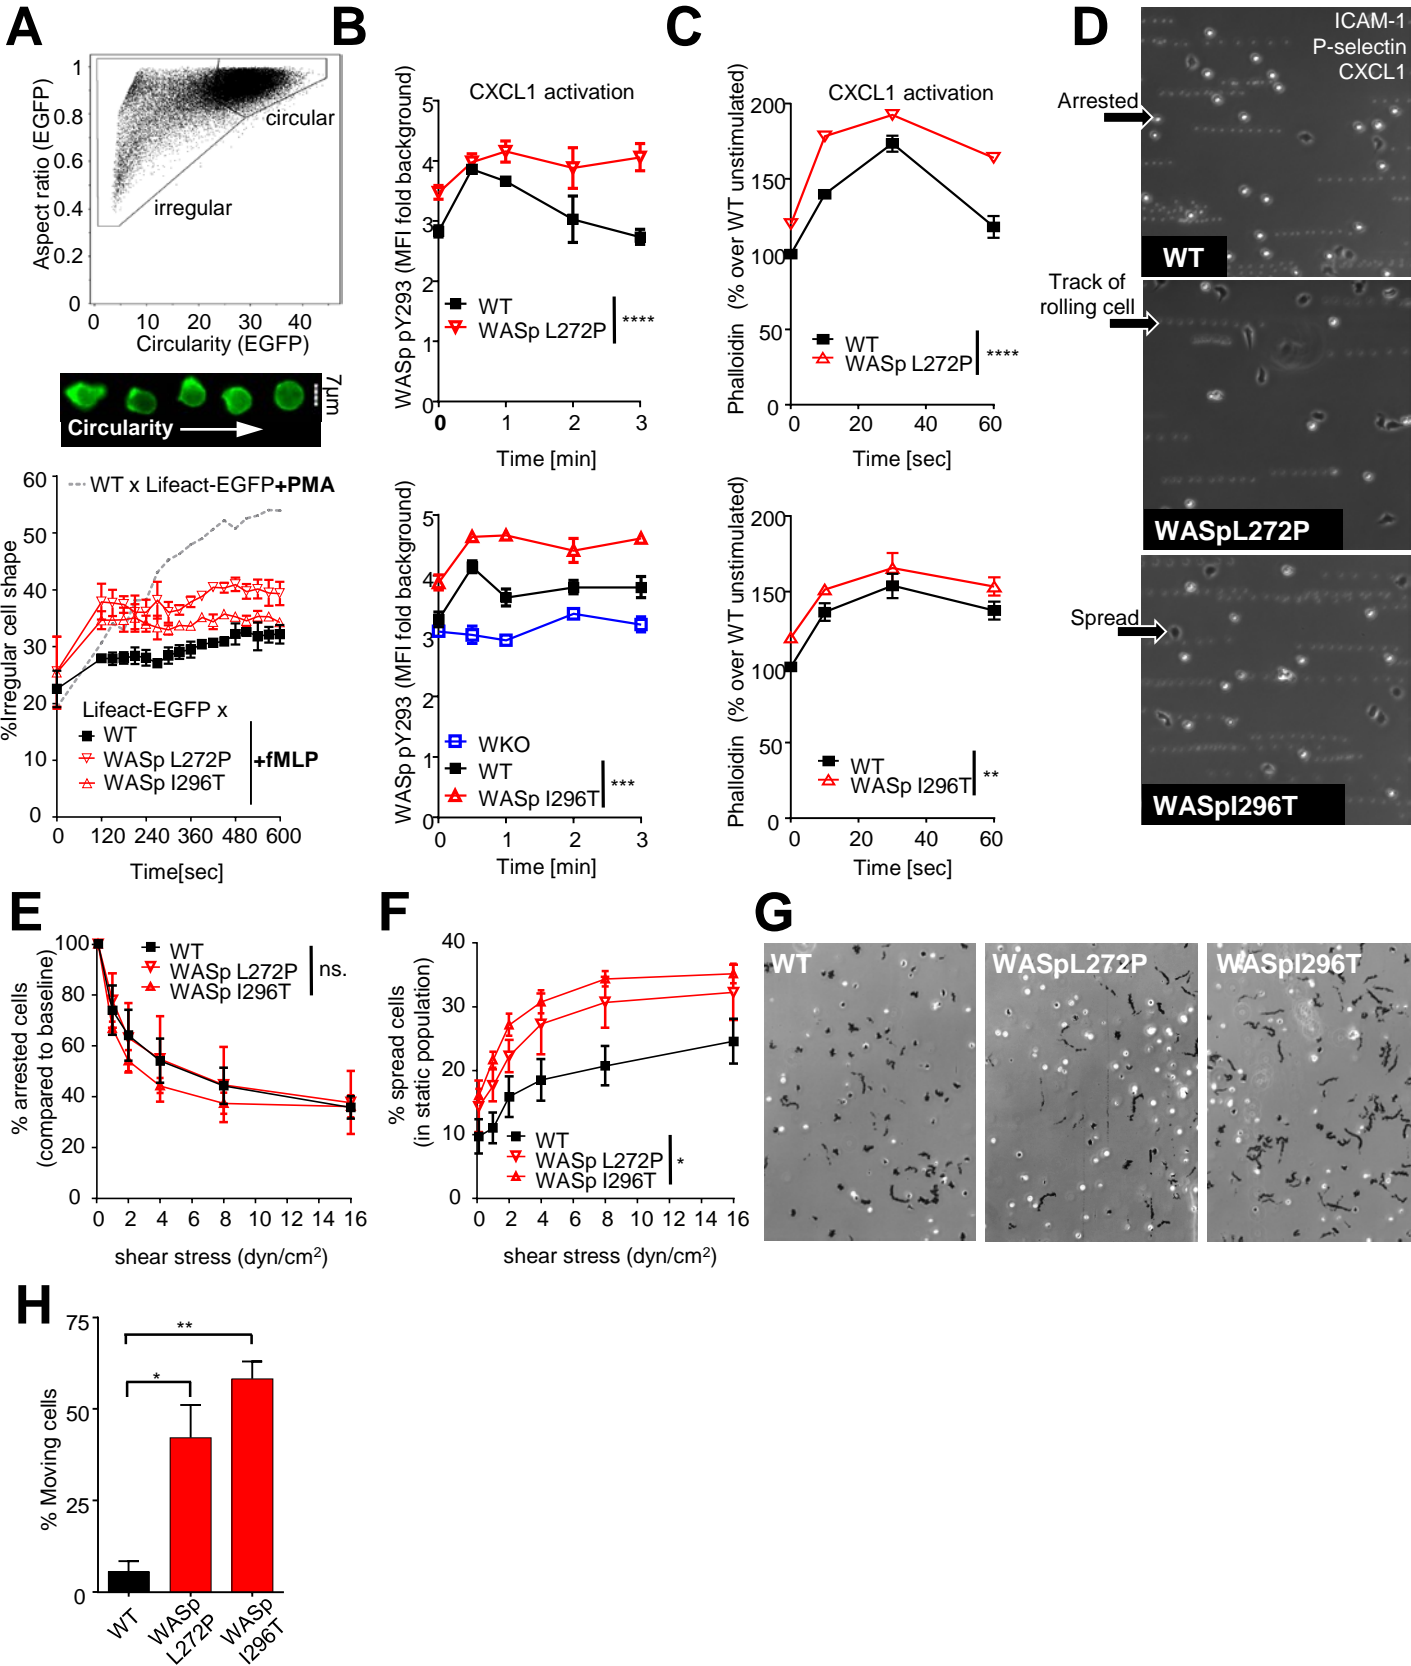 A
Aspect ratio (EGFP)
1
0.8
0.6
0.4
0.2
0
circular
irregular
0 10 20 30 40
Circularity (EGFP)
7µm
Circularity
%Irregular cell shape
60
50
40
30
20
10
0
WT x Lifeact-EGFP+PMA
Lifeact-EGFP x
WT
WASp L272P
WASp I296T
+fMLP
0 120 240 360 480 600
Time[sec]
B
CXCL1 activation
WASp pY293 (MFI fold background)
5
4
3
2
1
0
WT
WASp L272P
****
0 1 2 3
Time [min]
WASp pY293 (MFI fold background)
5
4
3
2
1
0
WKO
WT
WASp I296T
***
0 1 2 3
Time [min]
C
CXCL1 activation
Phalloidin (% over WT unstimulated)
200
150
100
50
0
WT
WASp L272P
****
0 20 40 60
Time [sec]
Phalloidin (% over WT unstimulated)
200
150
100
50
0
WT
WASp I296T
**
0 20 40 60
Time [sec]
D
ICAM-1
P-selectin
CXCL1
Arrested
WT
Track of
rolling cell
WASpL272P
Spread
WASpI296T
E
% arrested cells
(compared to baseline)
100
80
60
40
20
0
WT
WASp L272P
WASp I296T
ns.
0 2 4 6 8 10 12 14 16
shear stress (dyn/cm²)
F
% spread cells
(in static population)
40
30
20
10
0
WT
WASp L272P
WASp I296T
*
0 2 4 6 8 10 12 14 16
shear stress (dyn/cm²)
G
WT
WASpL272P
WASpI296T
H
% Moving cells
75
50
25
0
**
*
WT
WASp
L272P
WASp
I296T